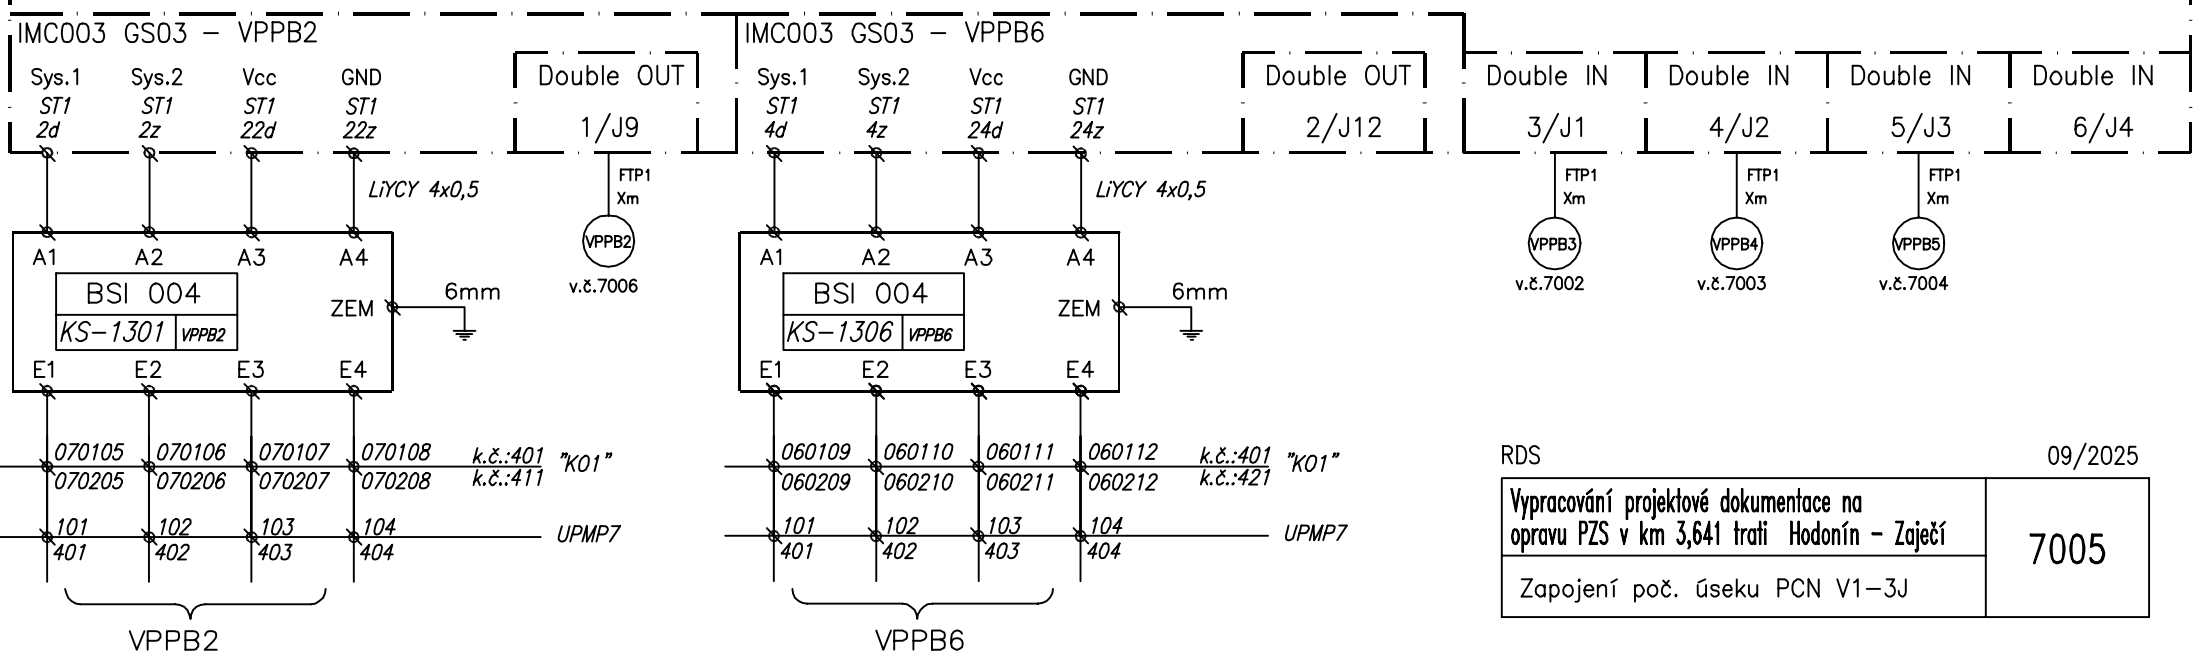 IMC003 GS03 - VPPB2
Sys.1 Sys.2 Vcc GND
ST1 ST1 ST1 ST1
2d 2z 22d 22z
Double OUT
1/J9
IMC003 GS03 - VPPB6
Sys.1 Sys.2 Vcc GND
ST1 ST1 ST1 ST1
4d 4z 24d 24z
Double OUT
2/J12
Double IN
3/J1
Double IN
4/J2
Double IN
5/J3
Double IN
6/J4
LiYCY 4x0,5
FTP1
Xm
VPPB2
v.č.7006
LiYCY 4x0,5
FTP1
Xm
VPPB3
v.č.7002
FTP1
Xm
VPPB4
v.č.7003
FTP1
Xm
VPPB5
v.č.7004
A1 A2 A3 A4
BSI 004
KS-1301 VPPB2
ZEM
6mm
E1 E2 E3 E4
A1 A2 A3 A4
BSI 004
KS-1306 VPPB6
ZEM
6mm
E1 E2 E3 E4
070105 070106 070107 070108 k.č.:401 "K01"
070205 070206 070207 070208 k.č.:411
101 102 103 104 UPMP7
401 402 403 404
VPPB2
060109 060110 060111 060112 k.č.:401 "K01"
060209 060210 060211 060212 k.č.:421
101 102 103 104 UPMP7
401 402 403 404
VPPB6
RDS 09/2025
Vypracování projektové dokumentace na
opravu PZS v km 3,641 trati Hodonín - Zaječí
7005
Zapojení poč. úseku PCN V1-3J